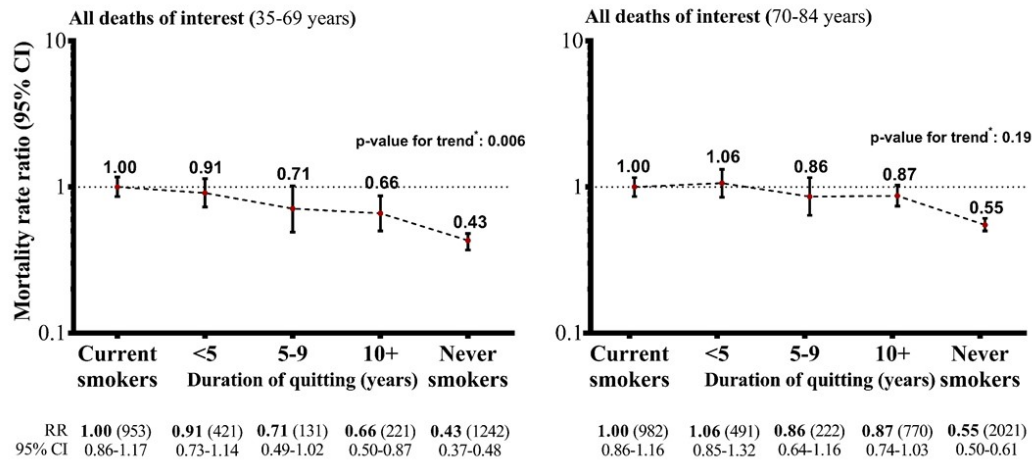 All deaths of interest (35-69 years)
Mortality rate ratio (95% CI)
10
1
0.1
p-value for trend*: 0.006
1.00
0.91
0.71
0.66
0.43
Current smokers
<5
5-9
10+
Never smokers
Duration of quitting (years)
RR 1.00 (953) 0.91 (421) 0.71 (131) 0.66 (221) 0.43 (1242)
95% CI 0.86-1.17 0.73-1.14 0.49-1.02 0.50-0.87 0.37-0.48
All deaths of interest (70-84 years)
10
1
0.1
p-value for trend*: 0.19
1.00
1.06
0.86
0.87
0.55
Current smokers
<5
5-9
10+
Never smokers
Duration of quitting (years)
1.00 (982) 1.06 (491) 0.86 (222) 0.87 (770) 0.55 (2021)
0.86-1.16 0.85-1.32 0.64-1.16 0.74-1.03 0.50-0.61